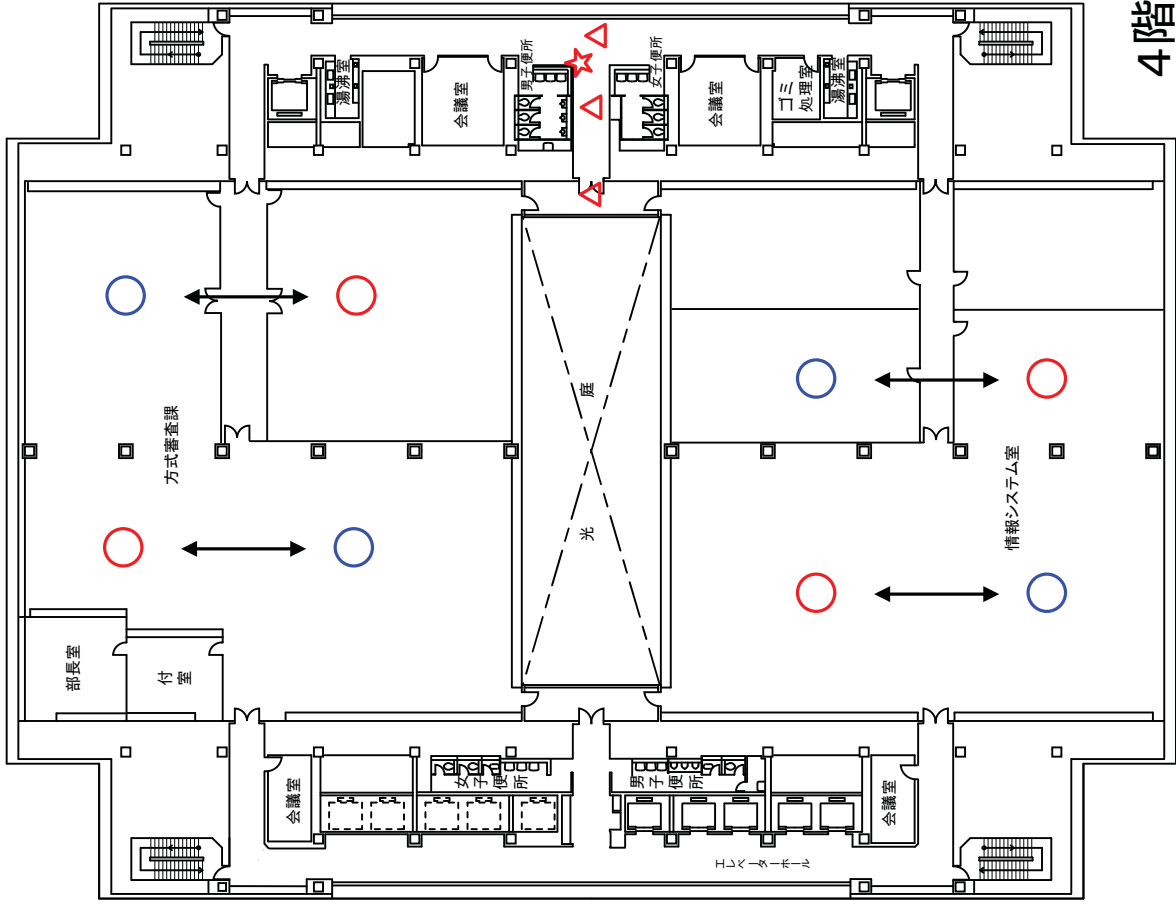 4階
男子便所
女子便所
湯沸室
会議室
会議室
ゴミ
処理室
湯沸室
方式審査課
光
庭
情報システム室
部長室
付
室
会議室
女子便所
男子便所
会議室
エレベーターホール